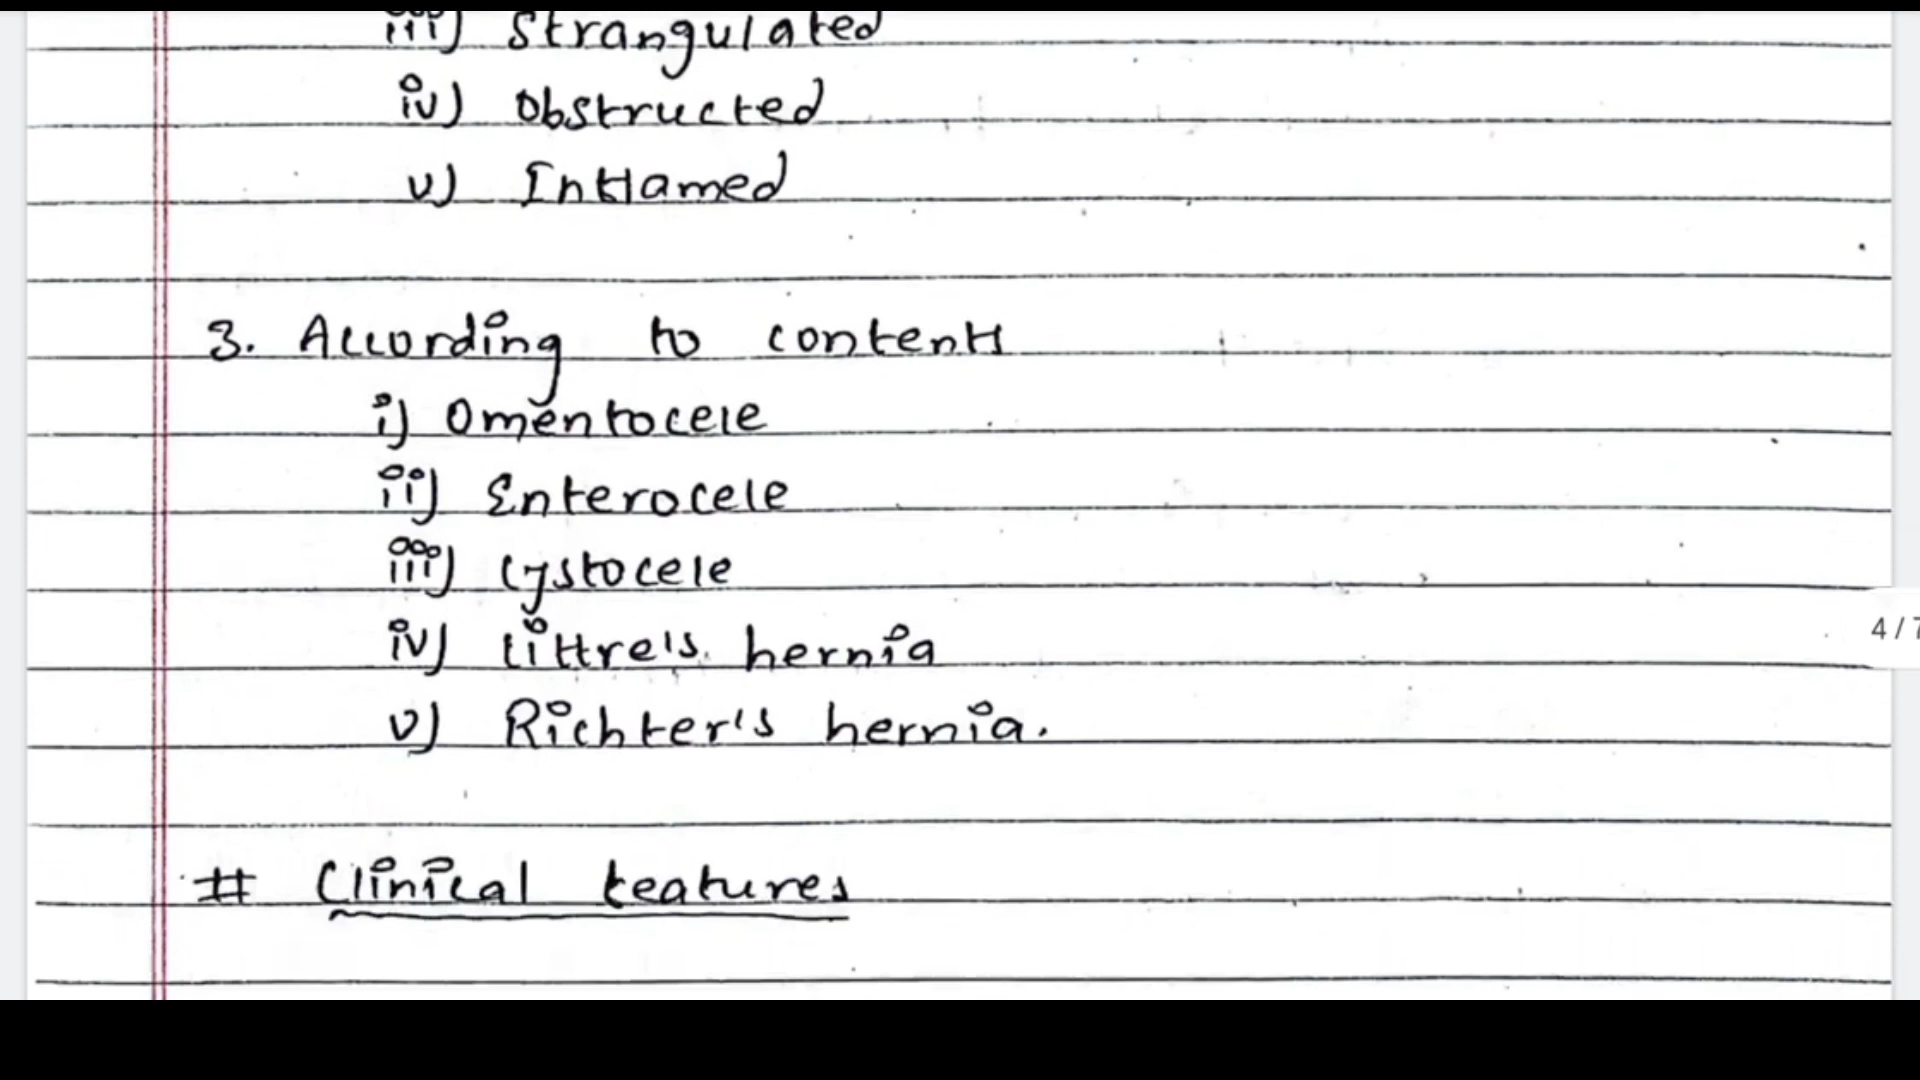 iii) Strangulated
iv) Obstructed
v) Inflamed
3. According to contents
i) Omentocele
ii) Enterocele
iii) Cystocele
iv) Littre's hernia
v) Richter's hernia.
# Clinical features
4 / 7